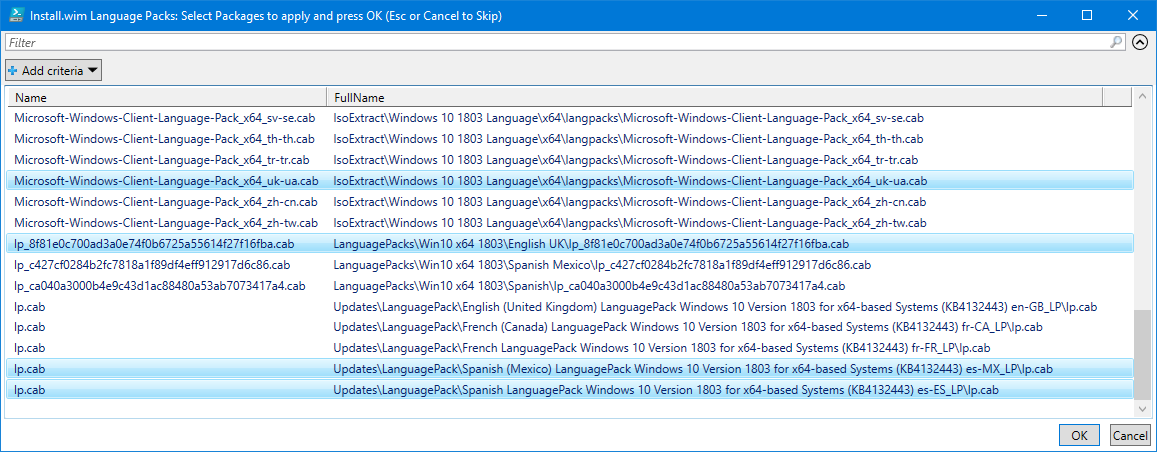 Install.wim Language Packs: Select Packages to apply and press OK (Esc or Cancel to Skip)
Filter
Add criteria
Name FullName
Microsoft-Windows-Client-Language-Pack_x64_sv-se.cab IsoExtract\Windows 10 1803 Language\x64\langpacks\Microsoft-Windows-Client-Language-Pack_x64_sv-se.cab
Microsoft-Windows-Client-Language-Pack_x64_th-th.cab IsoExtract\Windows 10 1803 Language\x64\langpacks\Microsoft-Windows-Client-Language-Pack_x64_th-th.cab
Microsoft-Windows-Client-Language-Pack_x64_tr-tr.cab IsoExtract\Windows 10 1803 Language\x64\langpacks\Microsoft-Windows-Client-Language-Pack_x64_tr-tr.cab
Microsoft-Windows-Client-Language-Pack_x64_uk-ua.cab IsoExtract\Windows 10 1803 Language\x64\langpacks\Microsoft-Windows-Client-Language-Pack_x64_uk-ua.cab
Microsoft-Windows-Client-Language-Pack_x64_zh-cn.cab IsoExtract\Windows 10 1803 Language\x64\langpacks\Microsoft-Windows-Client-Language-Pack_x64_zh-cn.cab
Microsoft-Windows-Client-Language-Pack_x64_zh-tw.cab IsoExtract\Windows 10 1803 Language\x64\langpacks\Microsoft-Windows-Client-Language-Pack_x64_zh-tw.cab
lp_8f81e0c700ad3a0e74f0b6725a55614f27f16fba.cab LanguagePacks\Win10 x64 1803\English UK\lp_8f81e0c700ad3a0e74f0b6725a55614f27f16fba.cab
lp_c427cf0284b2fc7818a1f89df4eff912917d6c86.cab LanguagePacks\Win10 x64 1803\Spanish Mexico\lp_c427cf0284b2fc7818a1f89df4eff912917d6c86.cab
lp_ca040a3000b4e9c43d1ac88480a53ab7073417a4.cab LanguagePacks\Win10 x64 1803\Spanish\lp_ca040a3000b4e9c43d1ac88480a53ab7073417a4.cab
lp.cab Updates\LanguagePack\English (United Kingdom) LanguagePack Windows 10 Version 1803 for x64-based Systems (KB4132443) en-GB_LP\lp.cab
lp.cab Updates\LanguagePack\French (Canada) LanguagePack Windows 10 Version 1803 for x64-based Systems (KB4132443) fr-CA_LP\lp.cab
lp.cab Updates\LanguagePack\French LanguagePack Windows 10 Version 1803 for x64-based Systems (KB4132443) fr-FR_LP\lp.cab
lp.cab Updates\LanguagePack\Spanish (Mexico) LanguagePack Windows 10 Version 1803 for x64-based Systems (KB4132443) es-MX_LP\lp.cab
lp.cab Updates\LanguagePack\Spanish LanguagePack Windows 10 Version 1803 for x64-based Systems (KB4132443) es-ES_LP\lp.cab
OK Cancel